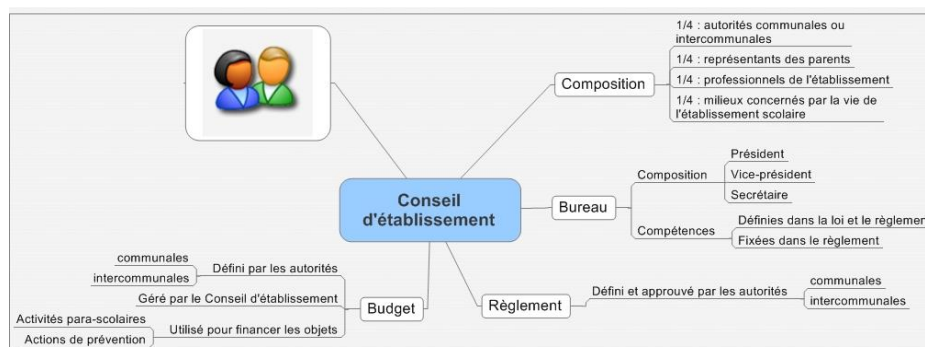 1/4 : autorités communales ou
intercommunales
1/4 : représentants des parents
1/4 : professionnels de l'établissement
1/4 : milieux concernés par la vie de
l'établissement scolaire
Composition
Conseil
d'établissement
Bureau
Composition
Président
Vice-président
Secrétaire
Compétences
Définies dans la loi et le règlement
Fixées dans le règlement
Règlement
Défini et approuvé par les autorités
communales
intercommunales
Budget
Défini par les autorités
communales
intercommunales
Géré par le Conseil d'établissement
Utilisé pour financer les objets
Activités para-scolaires
Actions de prévention